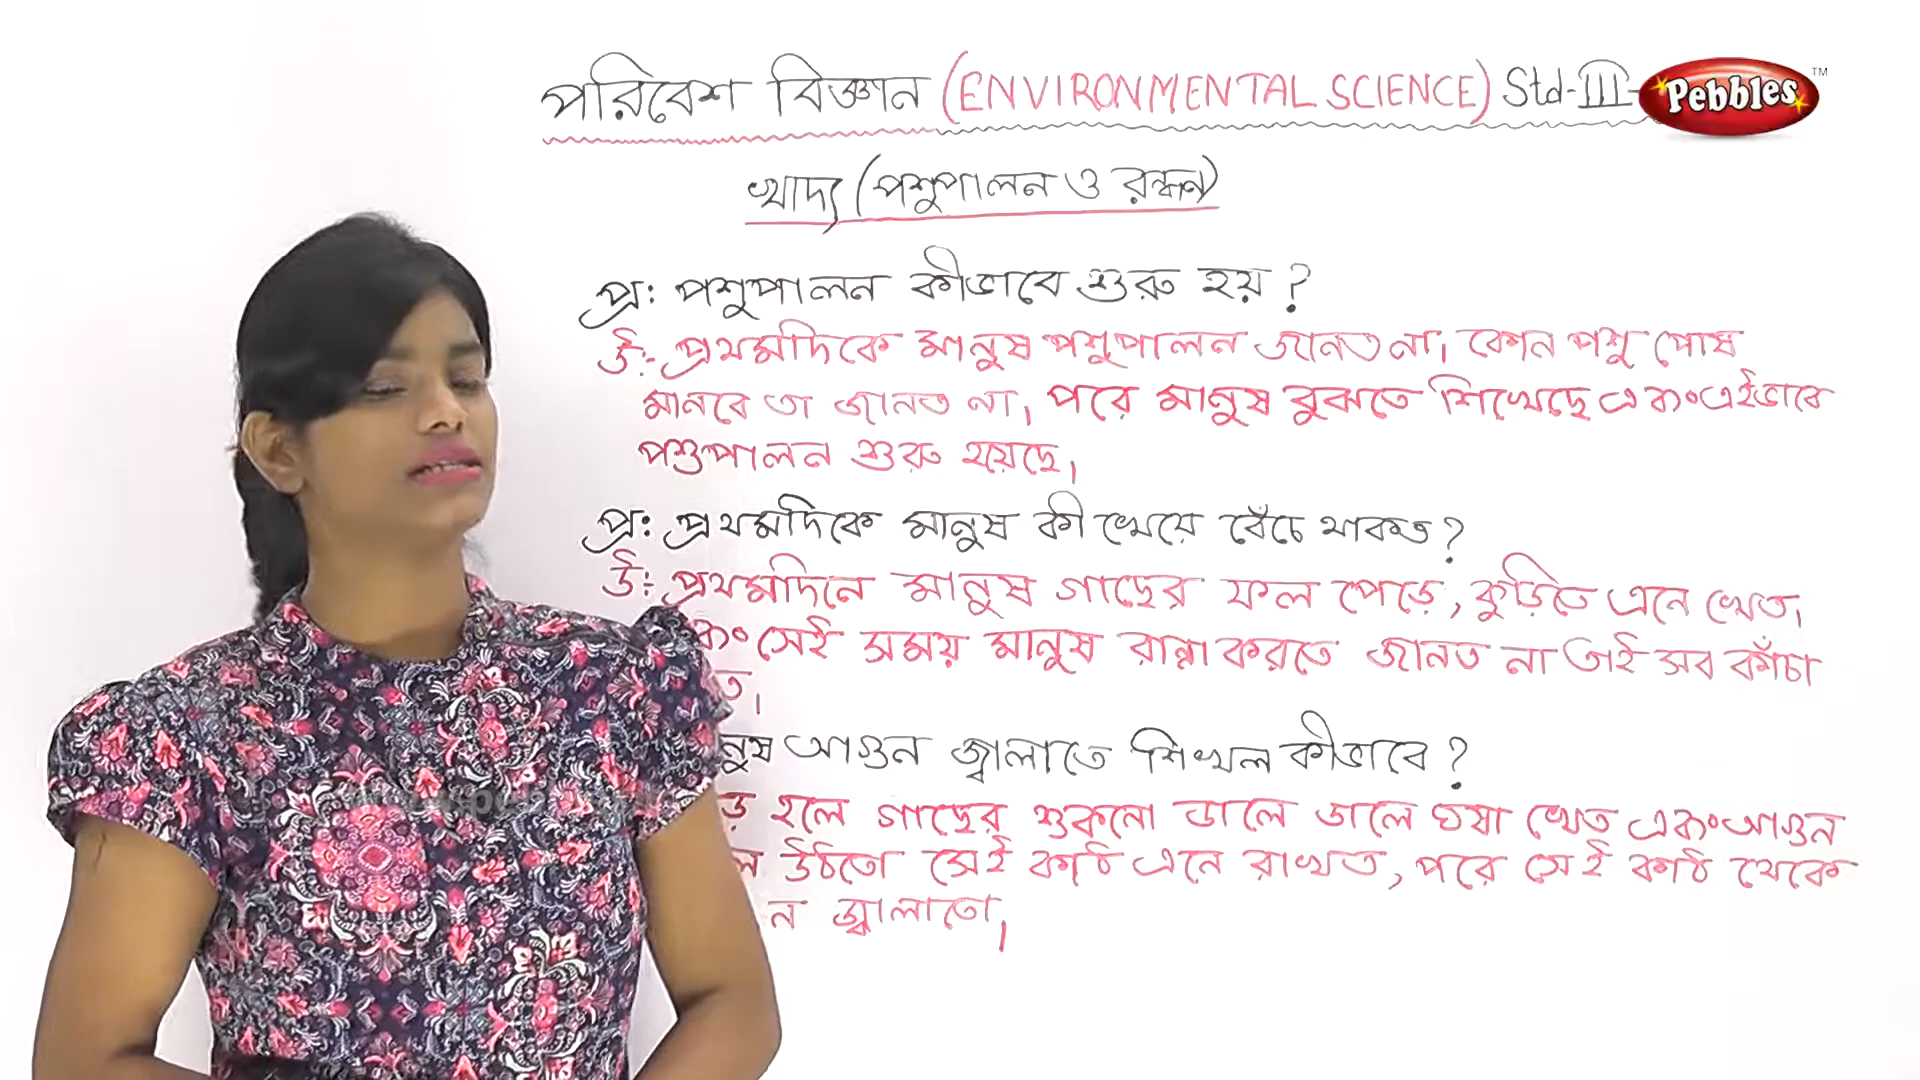 পরিবেশ বিজ্ঞান (ENVIRONMENTAL SCIENCE) Std-III
Pebbles TM
খাদ্য (পশুপালন ও রন্ধন)
প্র: পশুপালন কীভাবে শুরু হয় ?
উ:- প্রথমদিকে মানুষ পশুপালন জানত না। কোন পশু পোষ
মানবে তা জানত না। পরে মানুষ বুঝতে শিখেছে এবং এইভাবে
পশুপালন শুরু হয়েছে।
প্র: প্রথমদিকে মানুষ কী খেয়ে বেঁচে থাকত ?
উ: প্রথমদিনে মানুষ গাছের ফল পেড়ে, কুড়িতে এনে খেত।
বং সেই সময় মানুষ রান্না করতে জানত না তাই সব কাঁচা
ত।
নুষ আগুন জ্বালাতে শিখল কীভাবে ?
ড় হলে গাছের শুকনো ডালে ডালে ঘষা খেত এবং আগুন
ল উঠতো সেই কাঠি এনে রাখত, পরে সেই কাঠি থেকে
ন জ্বালাতো।